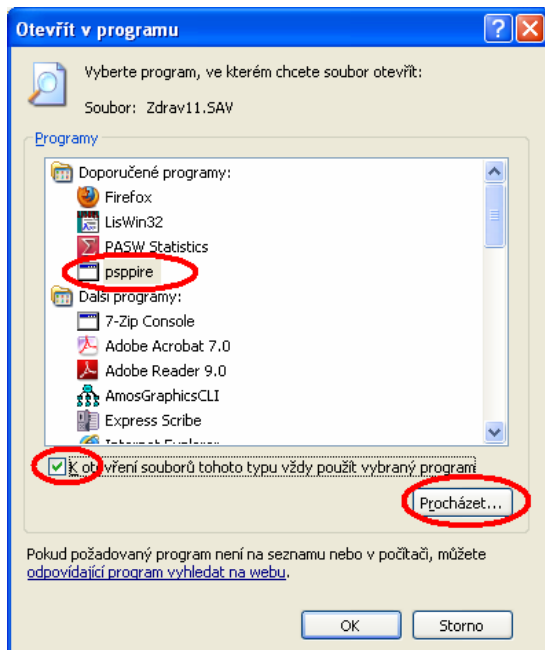 Otevřít v programu
Vyberte program, ve kterém chcete soubor otevřít:
Soubor: Zdrav11.SAV
Programy
Doporučené programy:
Firefox
LisWin32
PASW Statistics
psppire
Další programy:
7-Zip Console
Adobe Acrobat 7.0
Adobe Reader 9.0
AmosGraphicsCLI
Express Scribe
Internet Explorer
K otevření souborů tohoto typu vždy použít vybraný program
Procházet...
Pokud požadovaný program není na seznamu nebo v počítači, můžete
odpovídající program vyhledat na webu.
OK Storno